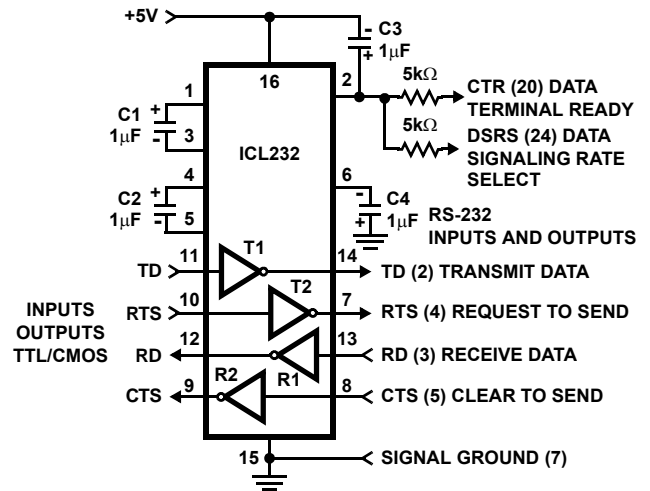 +5V
- C3
+ 1μF
16
1
2
5kΩ
CTR (20) DATA
TERMINAL READY
5kΩ
DSRS (24) DATA
SIGNALING RATE
SELECT
C1 +
1μF -
3
ICL232
4
6
C2 +
1μF -
5
- C4
+ 1μF
RS-232
INPUTS AND OUTPUTS
T1
11
14
TD
TD (2) TRANSMIT DATA
T2
10
7
RTS
RTS (4) REQUEST TO SEND
INPUTS
OUTPUTS
TTL/CMOS
12
13
RD
R1
RD (3) RECEIVE DATA
R2
9
8
CTS
CTS (5) CLEAR TO SEND
15
SIGNAL GROUND (7)